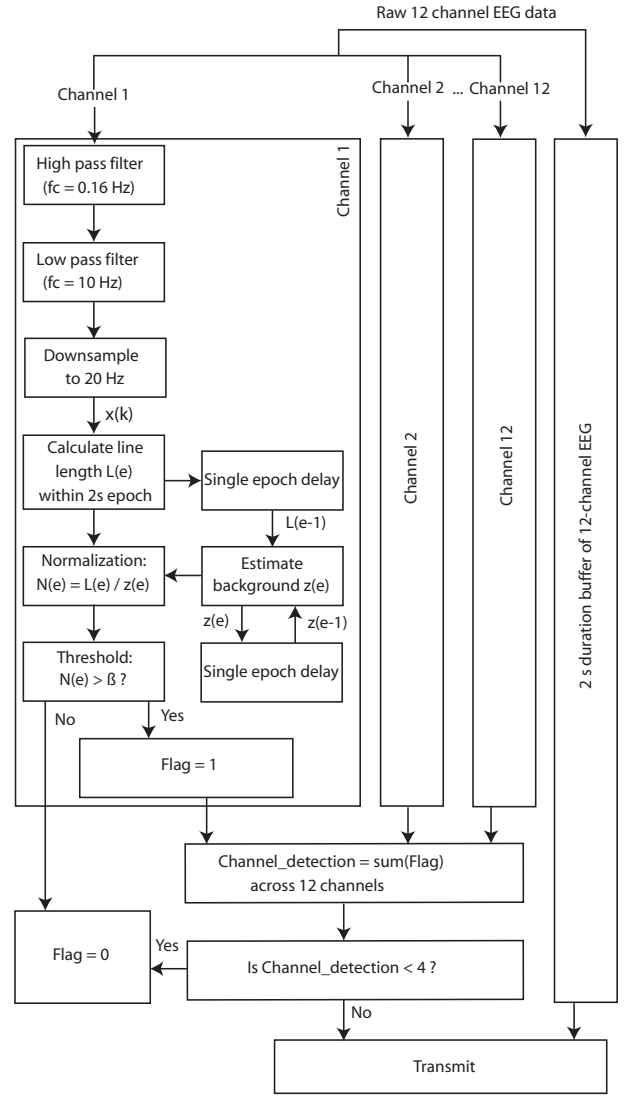 Raw 12 channel EEG data
Channel 1
Channel 2 ... Channel 12
Channel 1
High pass filter
(fc = 0.16 Hz)
Low pass filter
(fc = 10 Hz)
Downsample
to 20 Hz
x(k)
Calculate line
length L(e)
within 2s epoch
Single epoch delay
L(e-1)
Normalization:
N(e) = L(e) / z(e)
Estimate
background z(e)
z(e)
z(e-1)
Single epoch delay
Threshold:
N(e) > ß ?
No
Yes
Flag = 1
Channel 2
Channel 12
2 s duration buffer of 12-channel EEG
Channel_detection = sum(Flag)
across 12 channels
Is Channel_detection < 4 ?
Yes
Flag = 0
No
Transmit